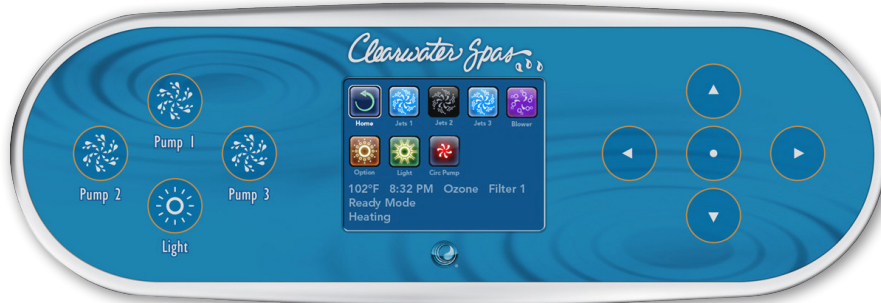 Clearwater Spas
Pump 1
Pump 2
Pump 3
Light
Home Jets 1 Jets 2 Jets 3 Blower
Option Light Circ Pump
102°F 8:32 PM Ozone Filter 1
Ready Mode
Heating